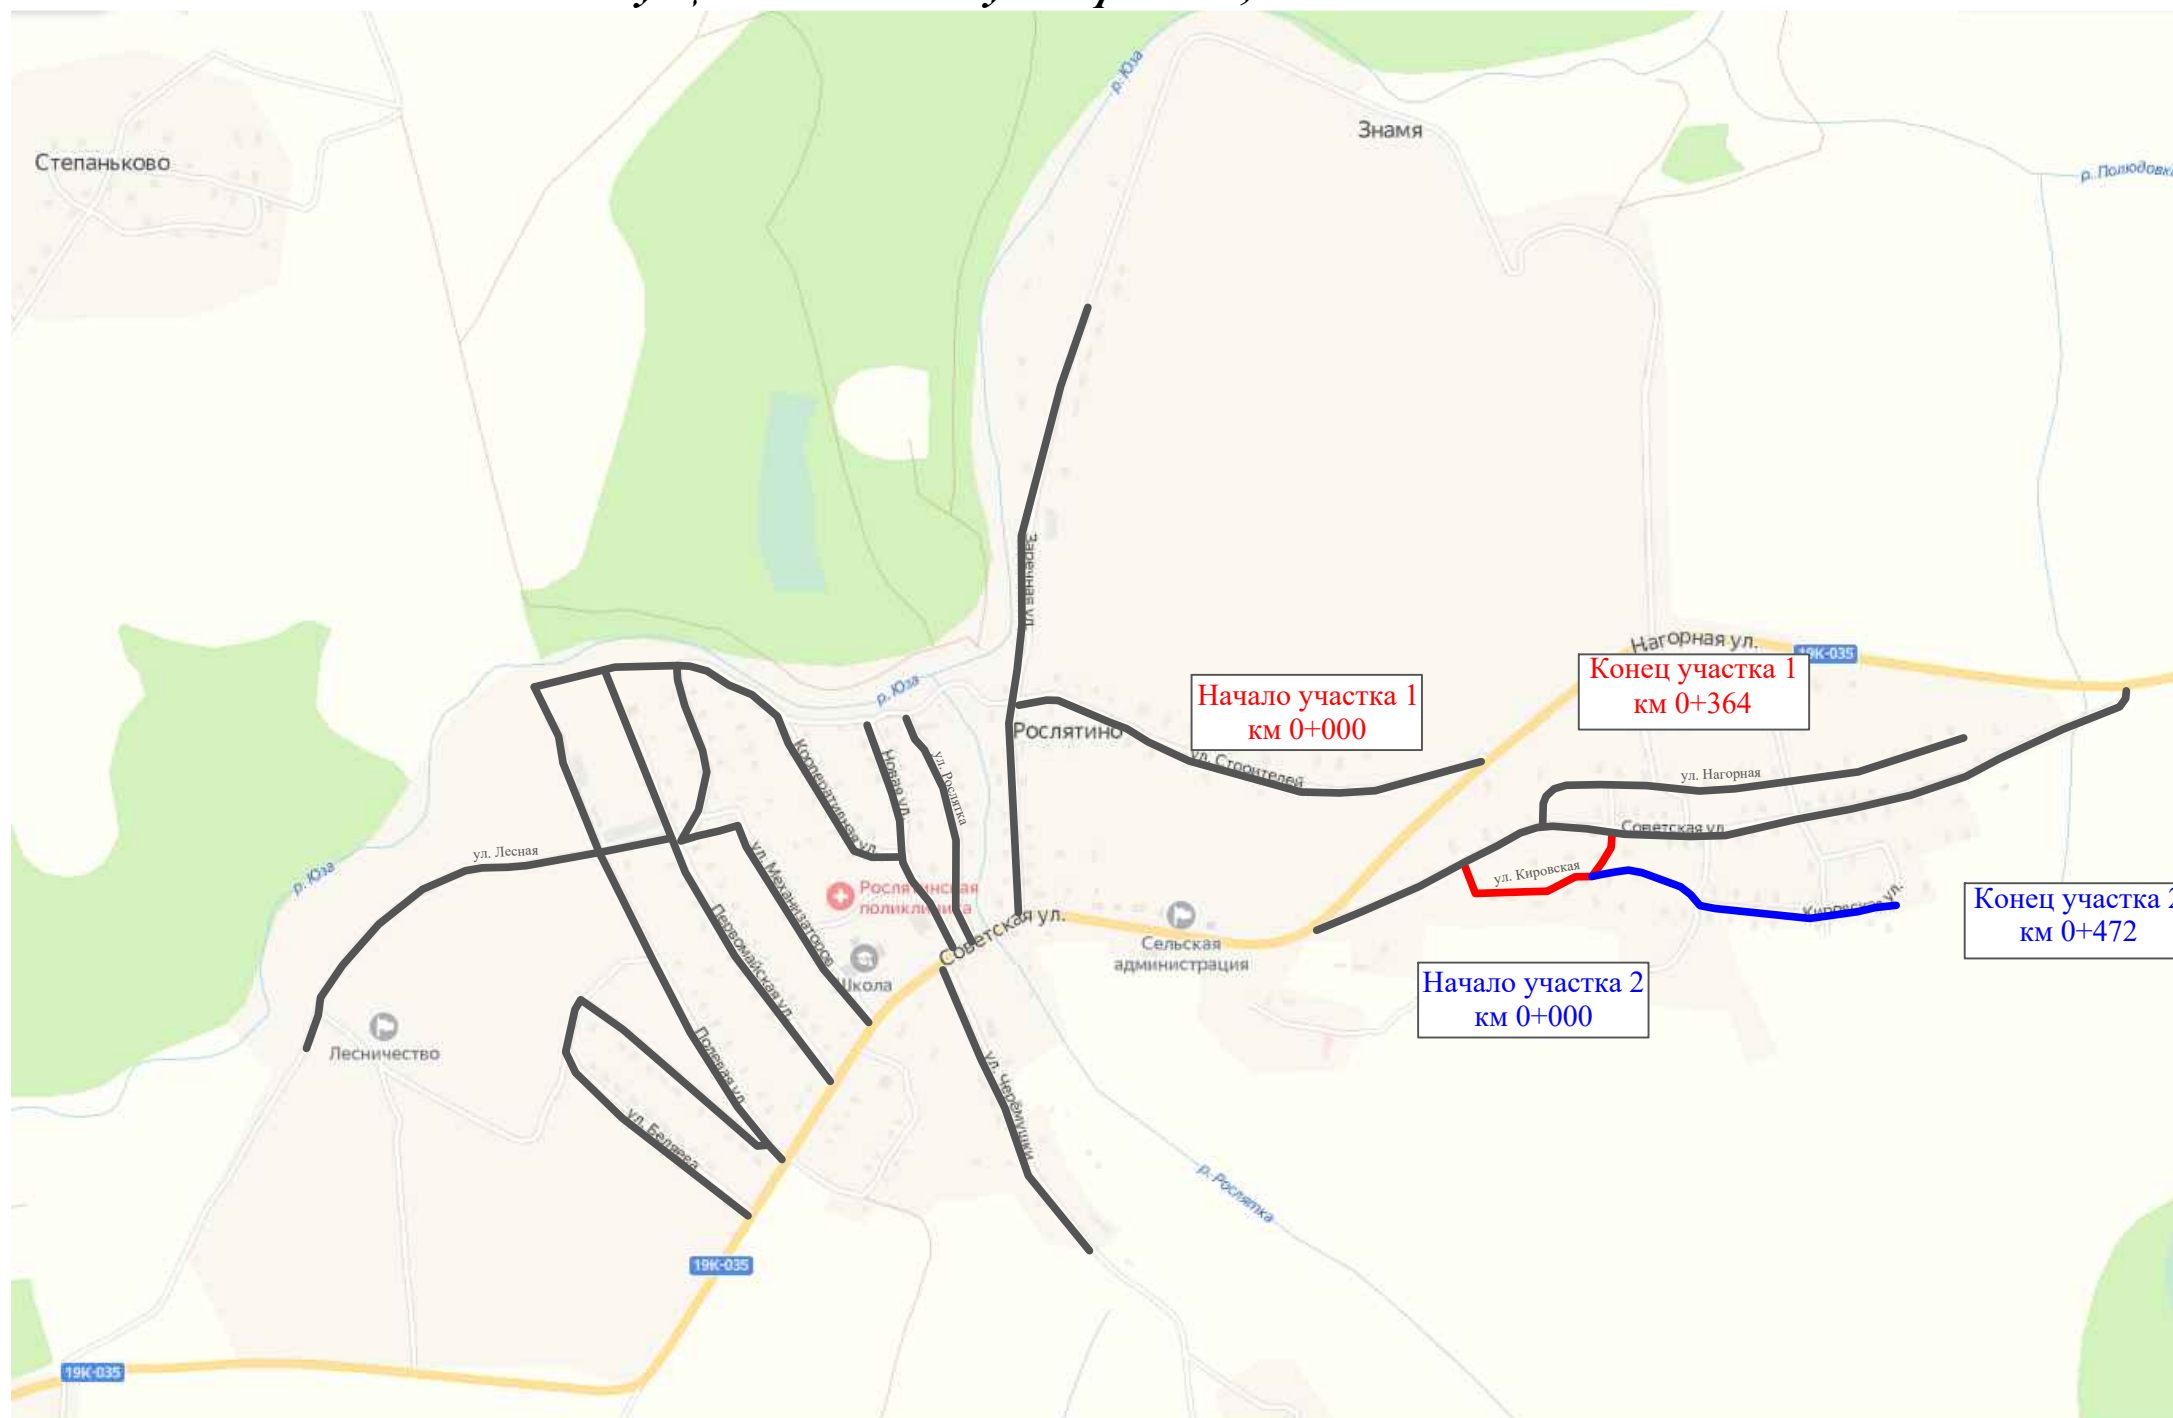 р. Юза
Знамя
Степаньково
р. Полюдовка
Заречная ул.
Нагорная ул.
19К-035
Конец участка 1
км 0+364
Начало участка 1
км 0+000
р. Юза
Рослятино
ул. Строителей
Кооперативная ул.
Новая ул.
ул. Рослятка
ул. Нагорная
Советская ул.
ул. Лесная
ул. Механизаторов
р. Юза
ул. Кировская
Рослятинская
поликлиника
Первомайская ул.
Советская ул.
Кировская ул.
Конец участка 2
км 0+472
Сельская
администрация
Школа
Начало участка 2
км 0+000
Лесничество
Полевая ул.
ул. Черёмушки
ул. Беляева
р. Рослятка
19К-035
19К-035